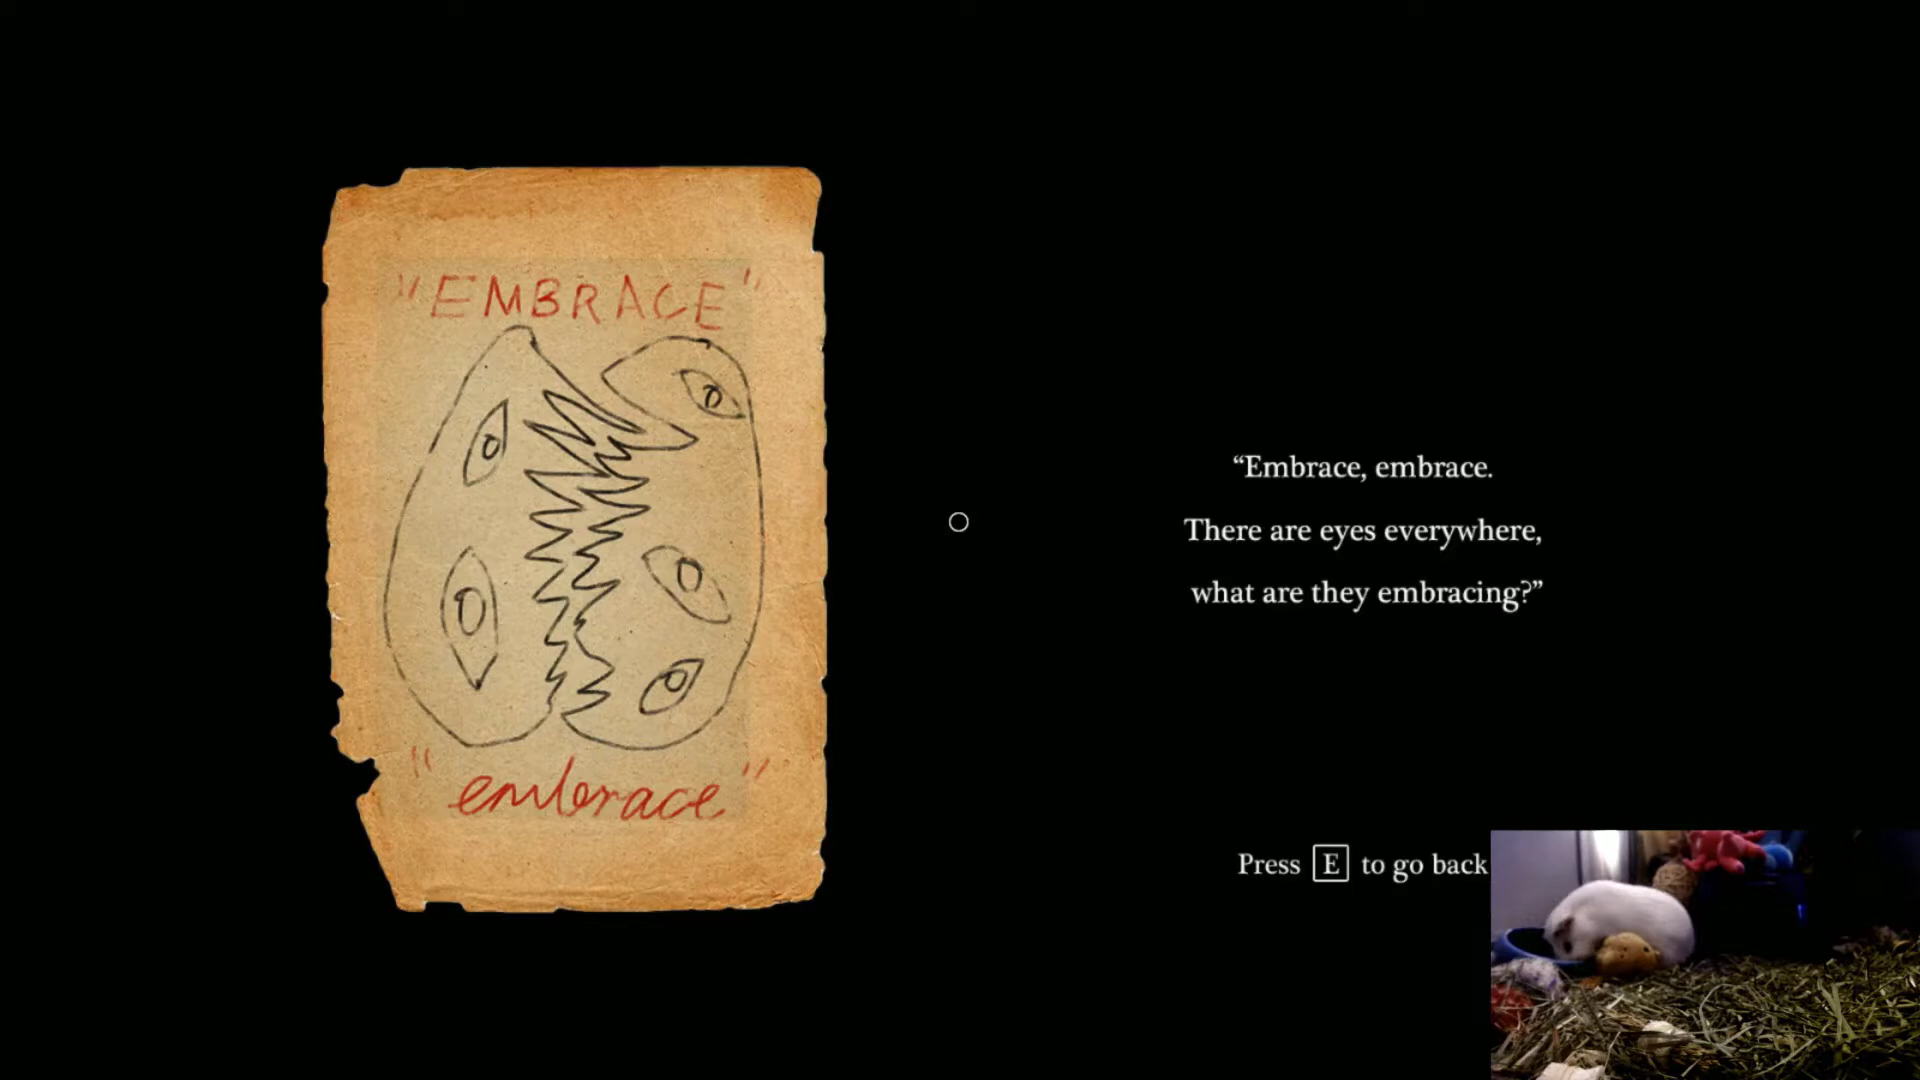 "EMBRACE"
"embrace"
“Embrace, embrace.
There are eyes everywhere,
what are they embracing?”
Press E to go back